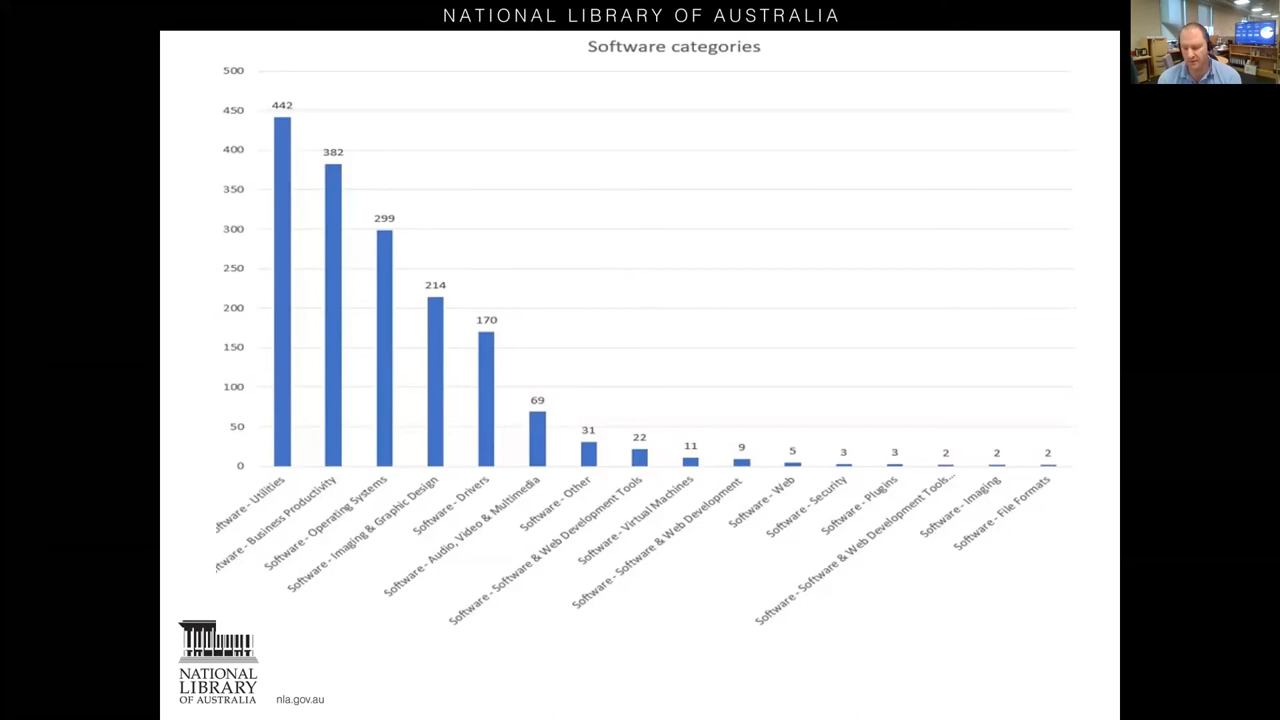 NATIONAL LIBRARY OF AUSTRALIA
Software categories
500
450
400
350
300
250
200
150
100
50
0
442
382
299
214
170
69
31
22
11
9
5
3
3
2
2
2
oftware - Utilities
tware - Business Productivity
Software - Operating Systems
Software - Imaging & Graphic Design
Software - Drivers
Software - Audio, Video & Multimedia
Software - Other
Software - Software & Web Development Tools
Software - Virtual Machines
Software - Software & Web Development
Software - Web
Software - Security
Software - Plugins
Software - Software & Web Development Tools...
Software - Imaging
Software - File Formats
NATIONAL
LIBRARY
OF AUSTRALIA
nla.gov.au